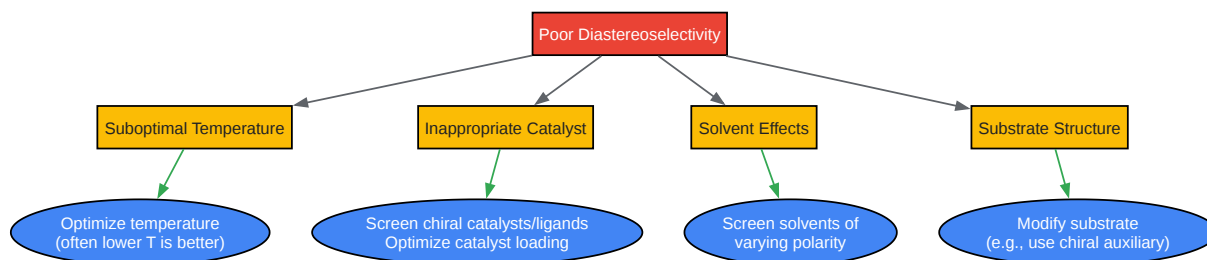 Poor Diastereoselectivity
Suboptimal Temperature
Inappropriate Catalyst
Solvent Effects
Substrate Structure
Optimize temperature
(often lower T is better)
Screen chiral catalysts/ligands
Optimize catalyst loading
Screen solvents of
varying polarity
Modify substrate
(e.g., use chiral auxiliary)